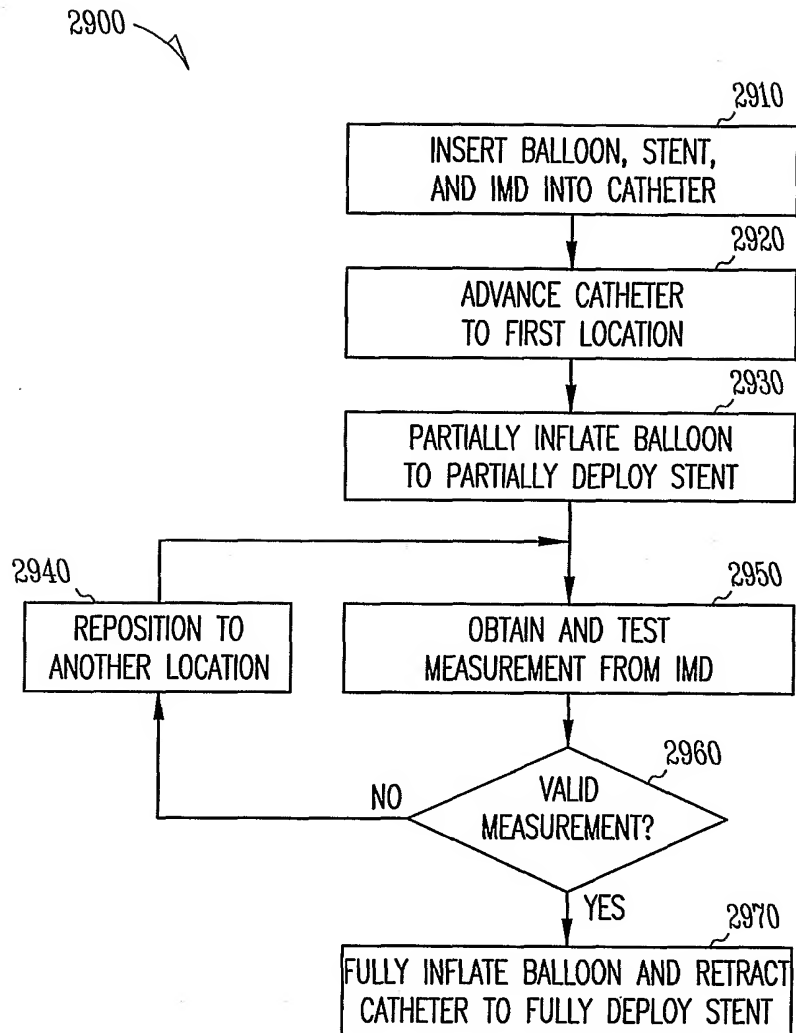 2900
2910
INSERT BALLOON, STENT,
AND IMD INTO CATHETER
2920
ADVANCE CATHETER
TO FIRST LOCATION
2930
PARTIALLY INFLATE BALLOON
TO PARTIALLY DEPLOY STENT
2940
REPOSITION TO
ANOTHER LOCATION
2950
OBTAIN AND TEST
MEASUREMENT FROM IMD
2960
NO
VALID
MEASUREMENT?
YES
2970
FULLY INFLATE BALLOON AND RETRACT
CATHETER TO FULLY DEPLOY STENT